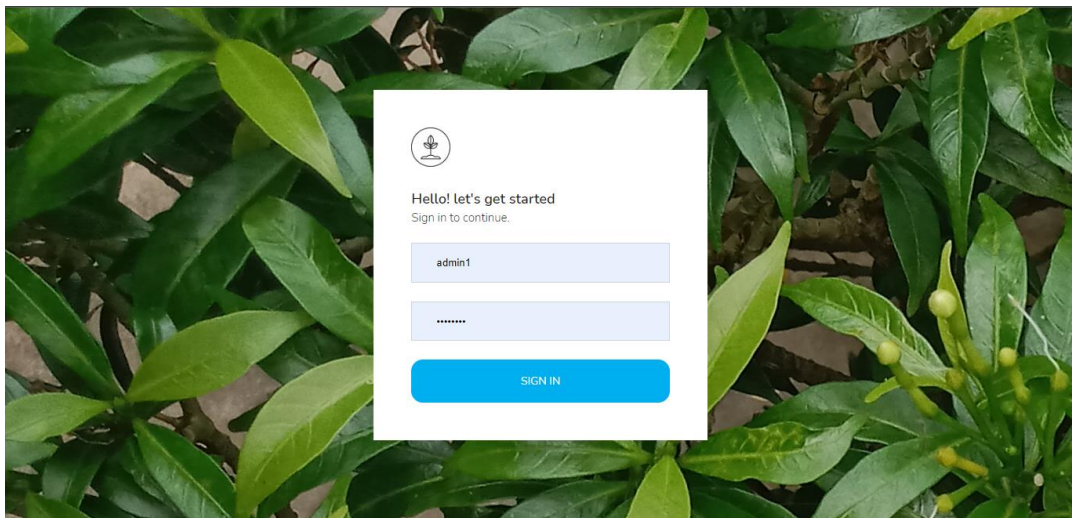 Hello! let's get started
Sign in to continue.
admin1
••••••••
SIGN IN